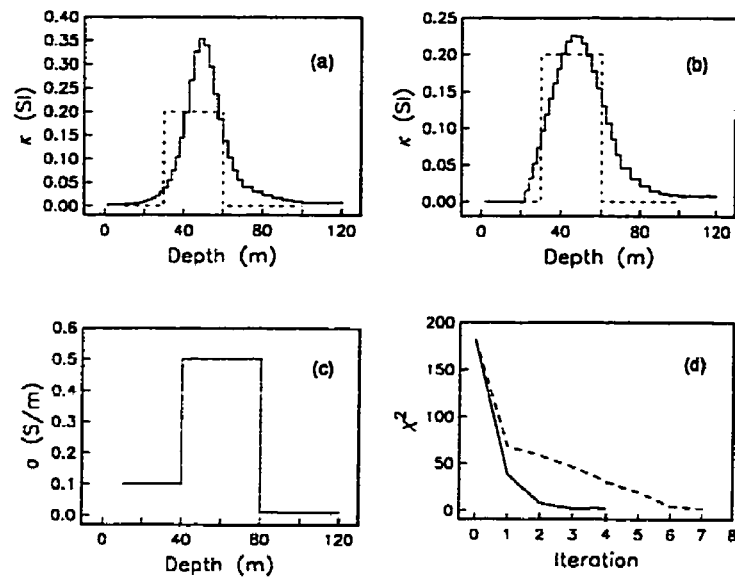 0.40
0.35
0.30
0.25
0.20
0.15
0.10
0.05
0.00
κ (SI)
(a)
0 40 80 120
Depth (m)
0.25
0.20
0.15
0.10
0.05
0.00
κ (SI)
(b)
0 40 80 120
Depth (m)
0.6
0.5
0.4
0.3
0.2
0.1
0.0
σ (S/m)
(c)
0 40 80 120
Depth (m)
200
150
100
50
0
χ²
(d)
0 1 2 3 4 5 6 7 8
Iteration